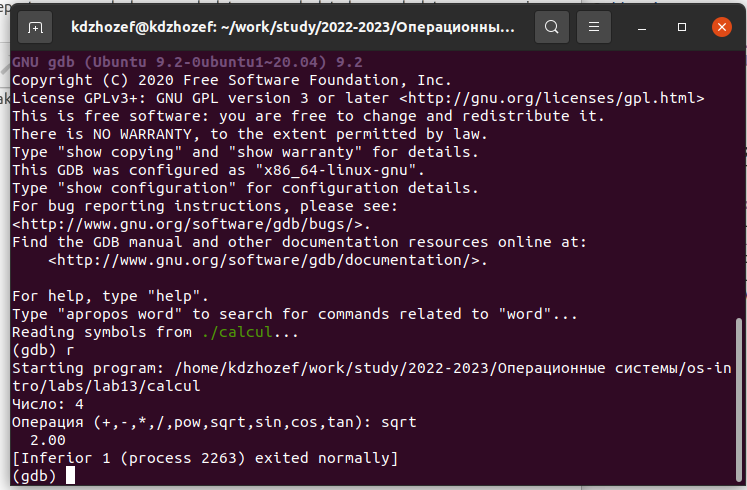 kdzhozef@kdzhozef: ~/work/study/2022-2023/Операционны...
GNU gdb (Ubuntu 9.2-0ubuntu1~20.04) 9.2
Copyright (C) 2020 Free Software Foundation, Inc.
License GPLv3+: GNU GPL version 3 or later <http://gnu.org/licenses/gpl.html>
This is free software: you are free to change and redistribute it.
There is NO WARRANTY, to the extent permitted by law.
Type "show copying" and "show warranty" for details.
This GDB was configured as "x86_64-linux-gnu".
Type "show configuration" for configuration details.
For bug reporting instructions, please see:
<http://www.gnu.org/software/gdb/bugs/>.
Find the GDB manual and other documentation resources online at:
    <http://www.gnu.org/software/gdb/documentation/>.

For help, type "help".
Type "apropos word" to search for commands related to "word"...
Reading symbols from ./calcul...
(gdb) r
Starting program: /home/kdzhozef/work/study/2022-2023/Операционные системы/os-in
tro/labs/lab13/calcul
Число: 4
Операция (+,-,*,/,pow,sqrt,sin,cos,tan): sqrt
  2.00
[Inferior 1 (process 2263) exited normally]
(gdb)